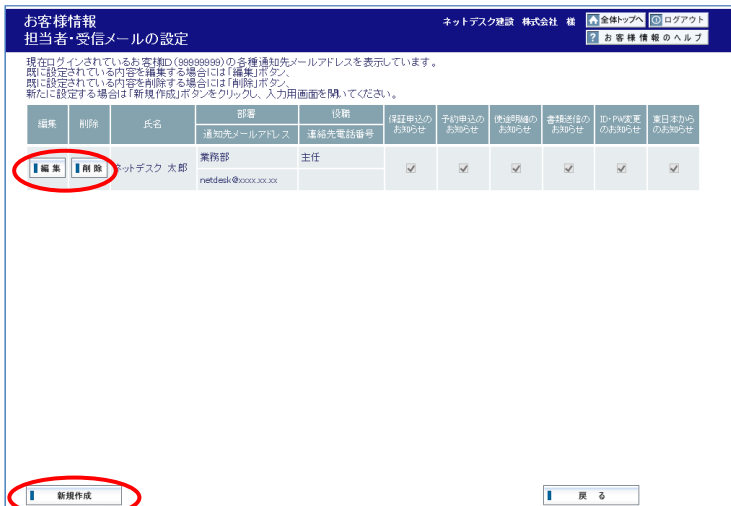 お客様情報
担当者・受信メールの設定
ネットデスク建設 株式会社 様
全体トップへ
ログアウト
? お客様情報のヘルプ
現在ログインされているお客様ID(99999999)の各種通知先メールアドレスを表示しています。
既に設定されている内容を編集する場合には「編集」ボタン、
既に設定されている内容を削除する場合には「削除」ボタン、
新たに設定する場合は「新規作成」ボタンをクリックし、入力用画面を開いてください。
編集 削除 氏名 部署 役職 保証申込のお知らせ 予約申込のお知らせ 使途明細のお知らせ 書類送信のお知らせ ID・PW変更のお知らせ 東日本からのお知らせ
通知先メールアドレス 連絡先電話番号
編集 削除 ネットデスク 太郎 業務部 主任
netdesk@xxxx.xx.xx
新規作成 戻る